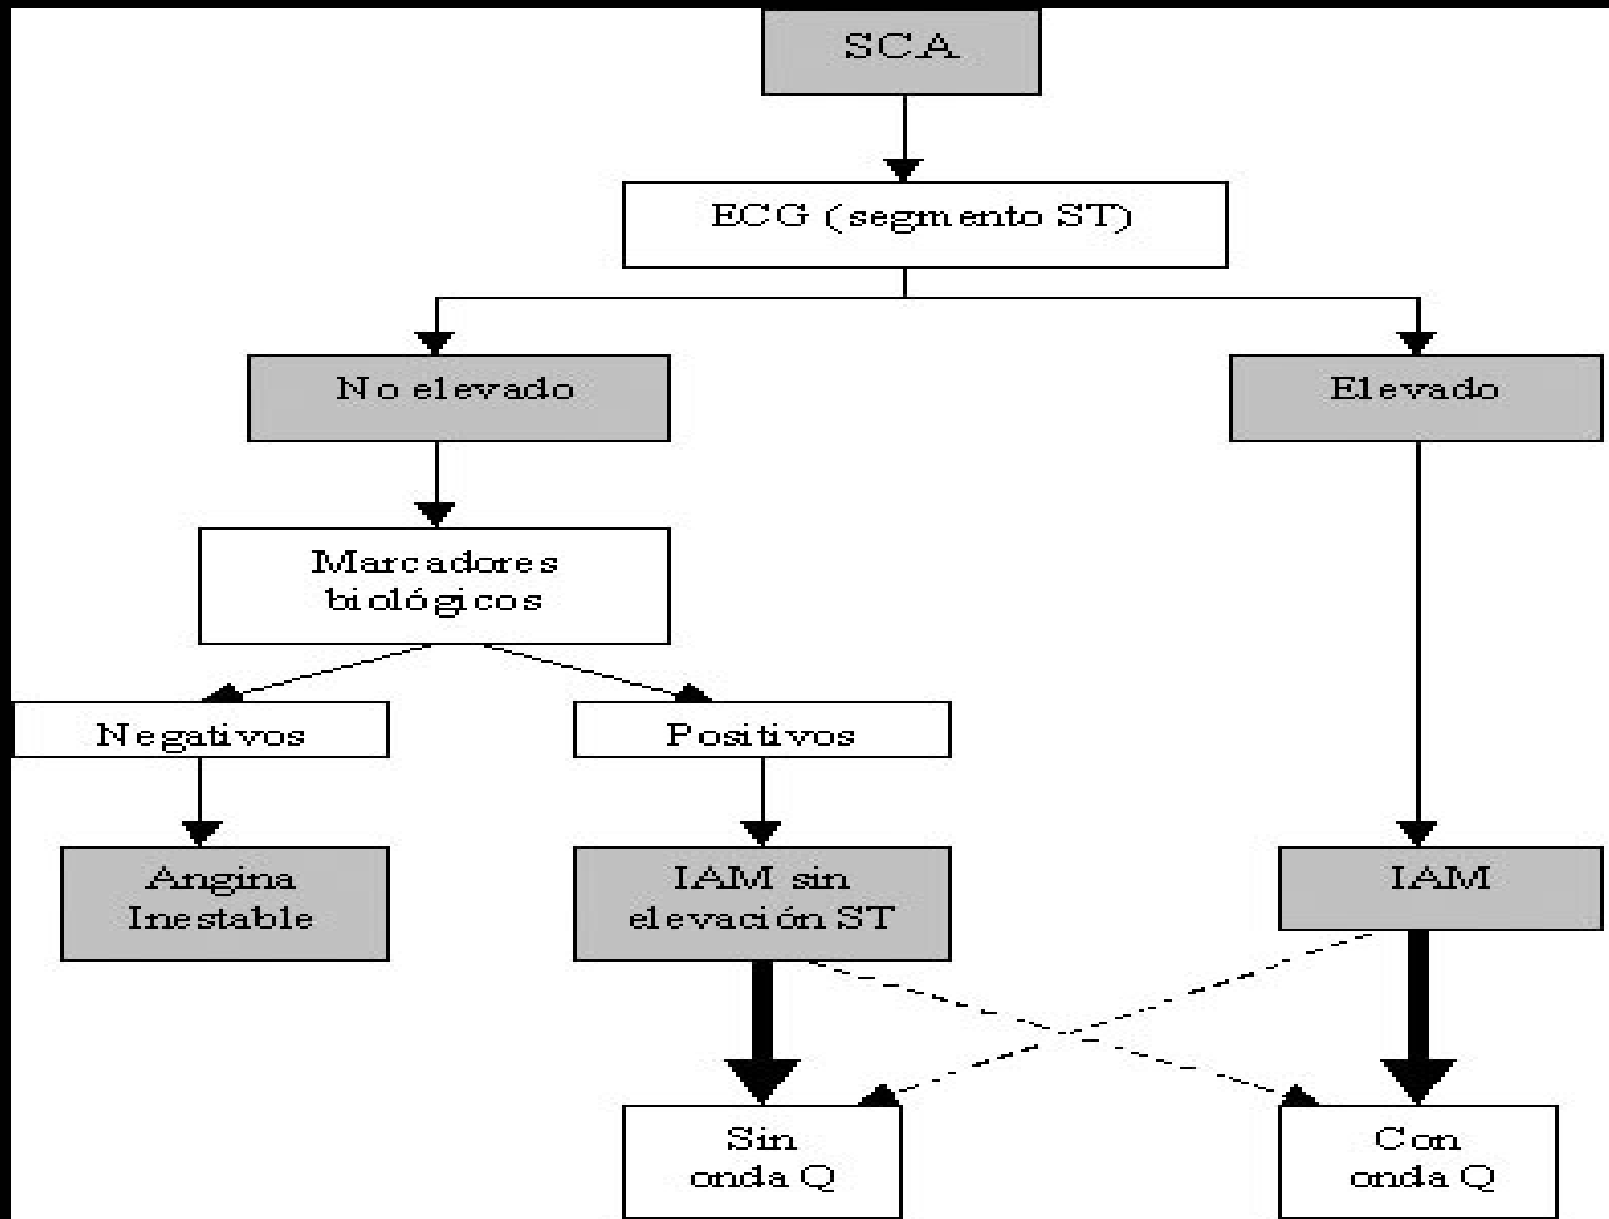 SCA
ECG (segmento ST)
No elevado
Elevado
Marcadores
biológicos
Negativos
Positivos
Angina
Inestable
IAM sin
elevación ST
IAM
Sin
onda Q
Con
onda Q